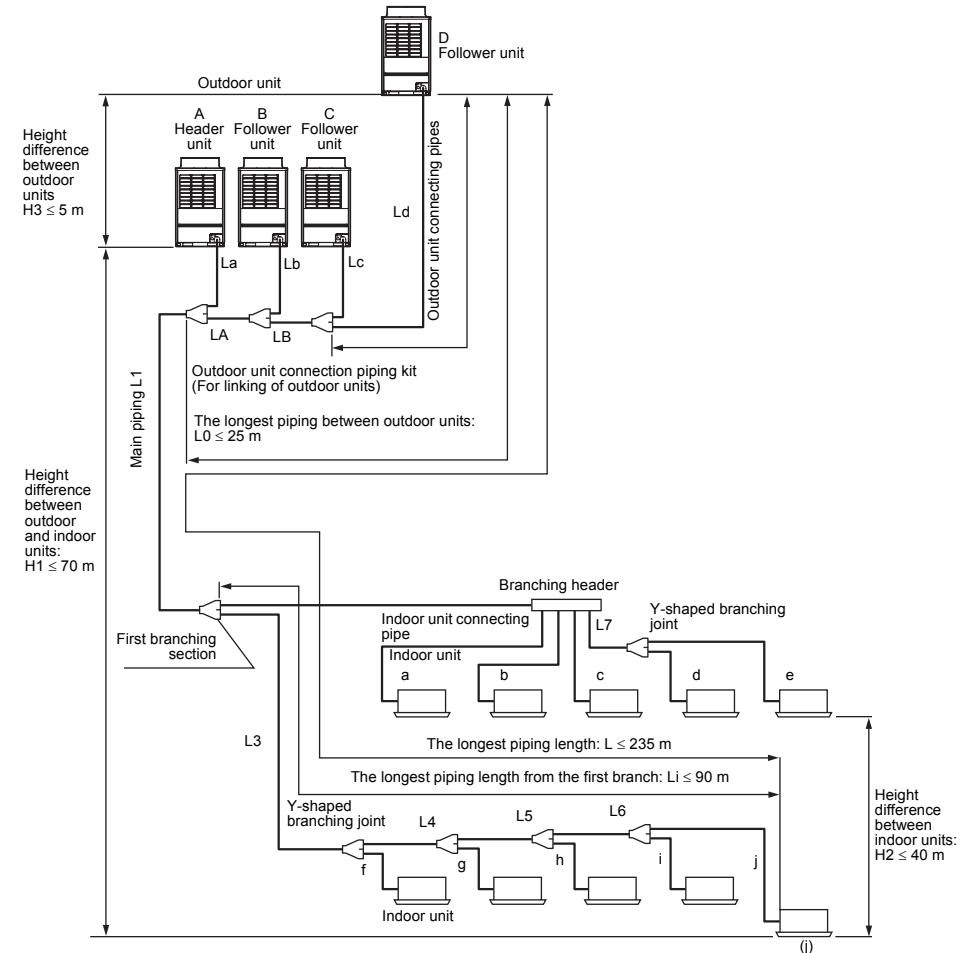 D
Follower unit
Outdoor unit
A
Header
unit
B
Follower
unit
C
Follower
unit
Height
difference
between
outdoor
units
H3 ≤ 5 m
Ld
Outdoor unit connecting pipes
La
Lb
Lc
LA
LB
Outdoor unit connection piping kit
(For linking of outdoor units)
Main piping L1
The longest piping between outdoor units:
L0 ≤ 25 m
Height
difference
between
outdoor
and indoor
units:
H1 ≤ 70 m
Branching header
Y-shaped branching
joint
Indoor unit connecting
pipe
L7
First branching
section
Indoor unit
a
b
c
d
e
L3
The longest piping length: L ≤ 235 m
The longest piping length from the first branch: Li ≤ 90 m
Y-shaped
branching joint
L4
L5
L6
Height
difference
between
indoor units:
H2 ≤ 40 m
f
g
h
i
j
Indoor unit
(j)